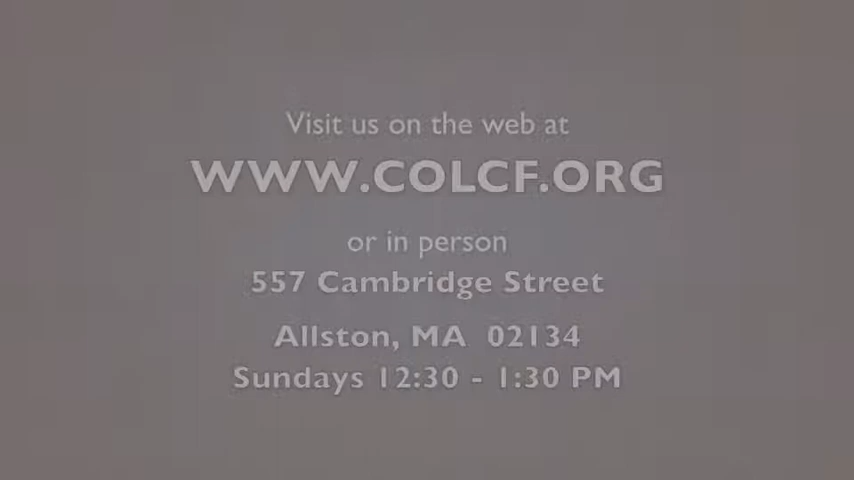 Visit us on the web at
WWW.COLCF.ORG
or in person
557 Cambridge Street
Allston, MA 02134
Sundays 12:30 - 1:30 PM